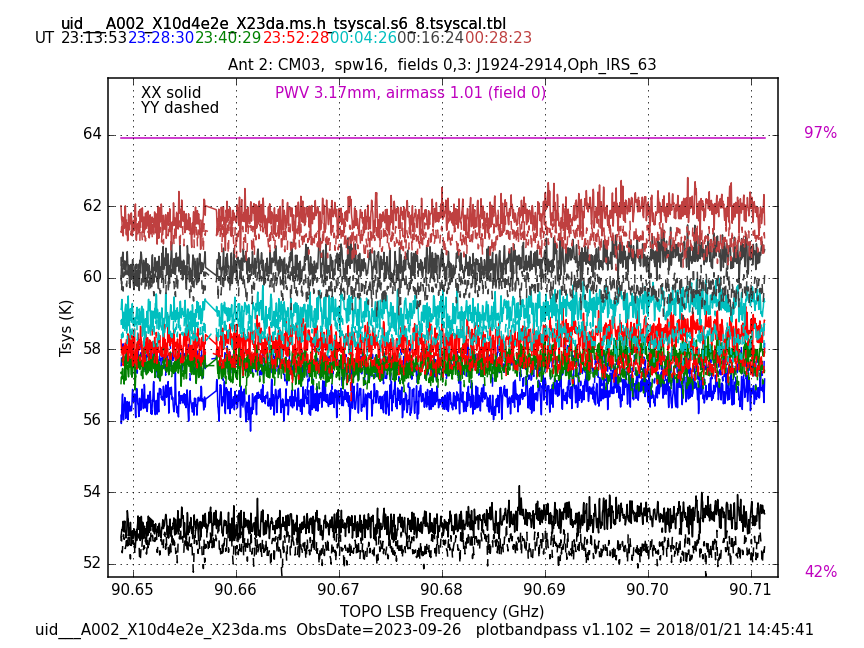 uid___A002_X10d4e2e_X23da.ms.h_tsyscal.s6_8.tsyscal.tbl
UT 23:13:53 23:28:30 23:40:29 23:52:28 00:04:26 00:16:24 00:28:23
Ant 2: CM03, spw16, fields 0,3: J1924-2914,Oph_IRS_63
XX solid
PWV 3.17mm, airmass 1.01 (field 0)
YY dashed
97%
64
62
60
58
56
54
52
Tsys (K)
42%
90.65 90.66 90.67 90.68 90.69 90.70 90.71
TOPO LSB Frequency (GHz)
uid___A002_X10d4e2e_X23da.ms ObsDate=2023-09-26 plotbandpass v1.102 = 2018/01/21 14:45:41